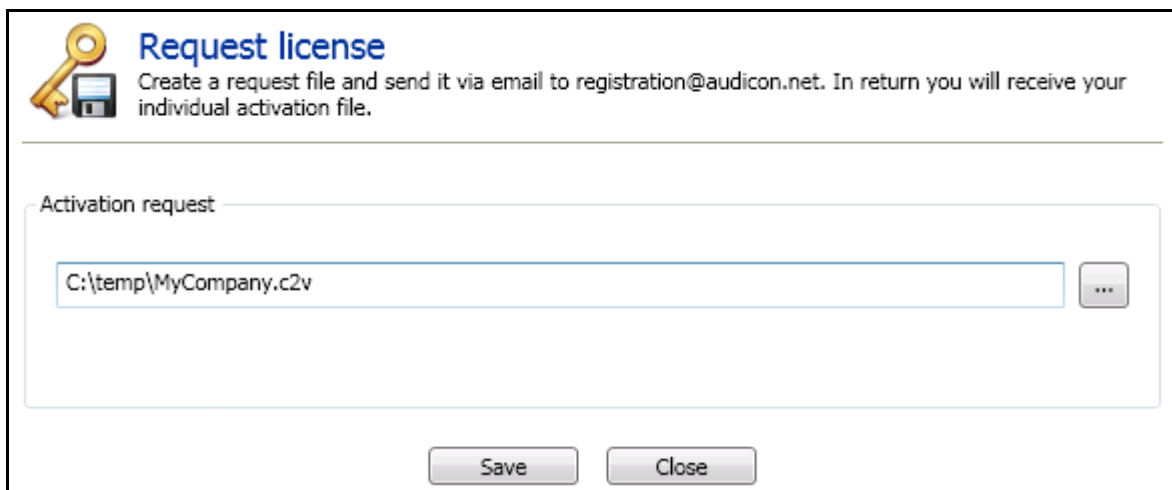 Request license
Create a request file and send it via email to registration@audicon.net. In return you will receive your
individual activation file.
Activation request
C:\temp\MyCompany.c2v
...
Save Close